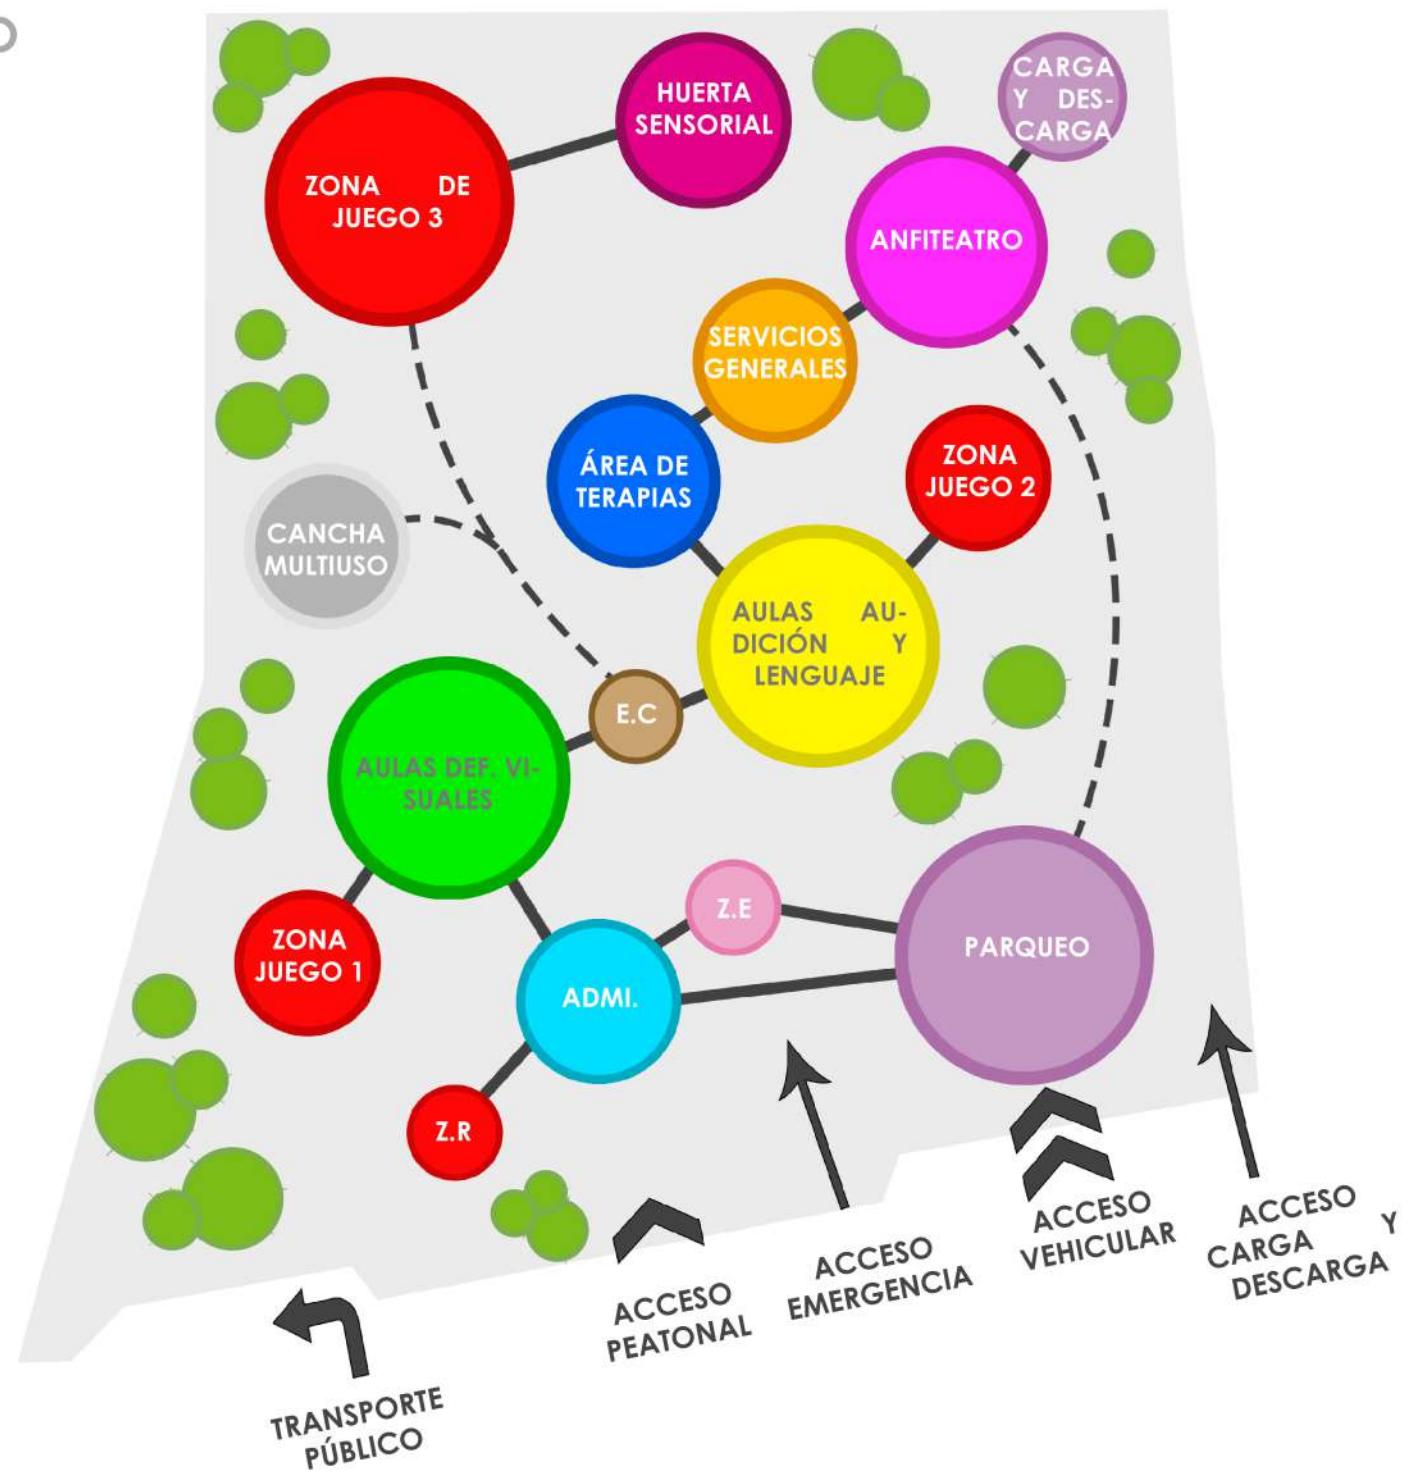 HUERTA
SENSORIAL
CARGA
Y DES-
CARGA
ZONA DE
JUEGO 3
ANFITEATRO
SERVICIOS
GENERALES
ÁREA DE
TERAPIAS
ZONA
JUEGO 2
CANCHA
MULTIUSO
AULAS AU-
DICIÓN Y
LENGUAJE
E.C
AULAS DEF. VI-
SUALES
Z.E
ZONA
JUEGO 1
ADMI.
PARQUEO
Z.R
TRANSPORTE
PÚBLICO
ACCESO
PEATONAL
ACCESO
EMERGENCIA
ACCESO
VEHICULAR
ACCESO
CARGA Y
DESCARGA